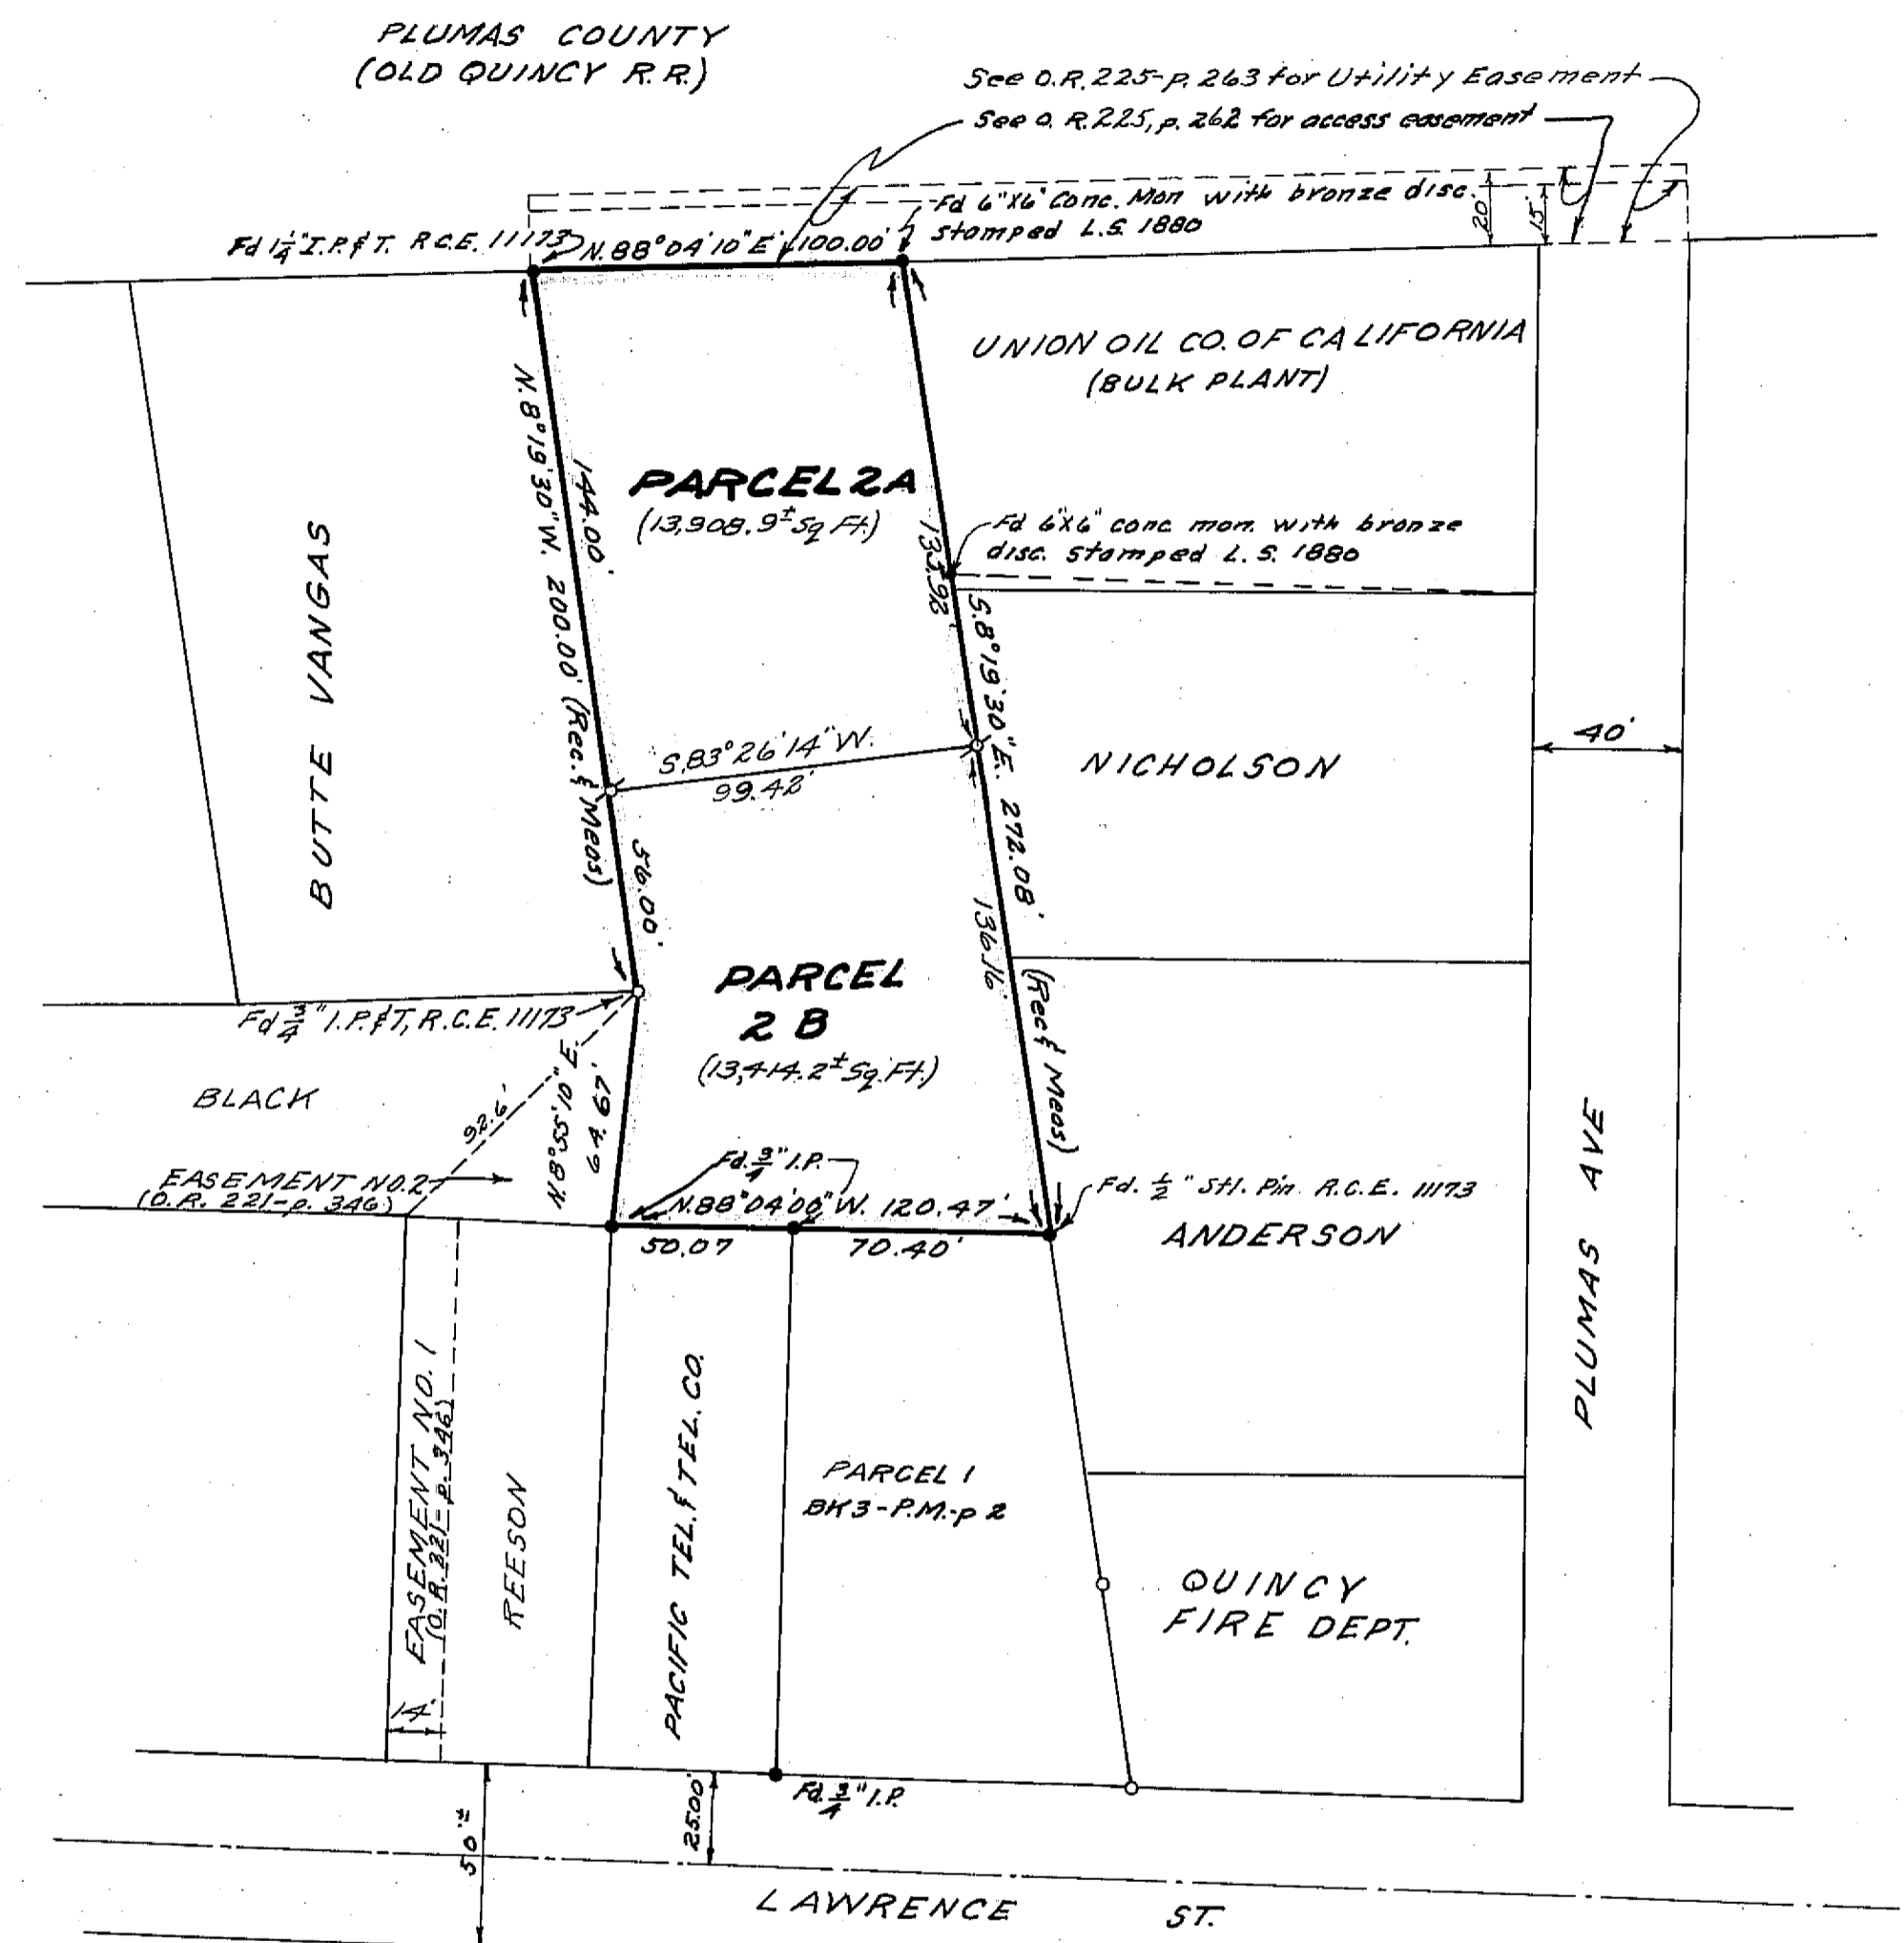 PLUMAS COUNTY
(OLD QUINCY R.R.)
See O.R. 225-p. 263 for Utility Easement
See O.R. 225, p. 262 for access easement
Fd 6"X6" Conc. Mon with bronze disc.
stamped L.S. 1880
20'
15'
Fd 1 1/4" I.P. & T. R.C.E. 11173
N. 88° 04' 10" E. 100.00'
UNION OIL CO. OF CALIFORNIA
(BULK PLANT)
N. 8° 19' 30" W. 200.00' (Rec. & Meas)
144.00'
PARCEL 2A
(13,908.9± Sq Ft.)
135.92'
Fd 6"X6" conc mon. with bronze
disc. stamped L. S. 1880
BUTTE VANGAS
S. 8° 19' 30" E. 272.08'
(Rec & Meas)
S. 83° 26' 14" W.
99.42'
NICHOLSON
40'
56.00'
136.16'
PARCEL
2 B
(13,414.2± Sq. Ft.)
Fd 3/4" I.P. & T, R.C.E. 11173
BLACK
92.6'
N. 8° 55' 10" E.
64.67'
EASEMENT NO. 2
(O.R. 221-p. 346)
Fd. 3/4" I.P.
N. 88° 04' 00" W. 120.47'
50.07
70.40'
Fd. 1/2" Stl. Pin R.C.E. 11173
ANDERSON
PLUMAS AVE
EASEMENT NO. 1
(O.R. 221-p. 346)
14'
REESON
PACIFIC TEL. & TEL. CO.
PARCEL 1
BK 3-P.M.-p 2
QUINCY
FIRE DEPT.
Fd. 3/4" I.P.
50'±
25.00'
LAWRENCE ST.